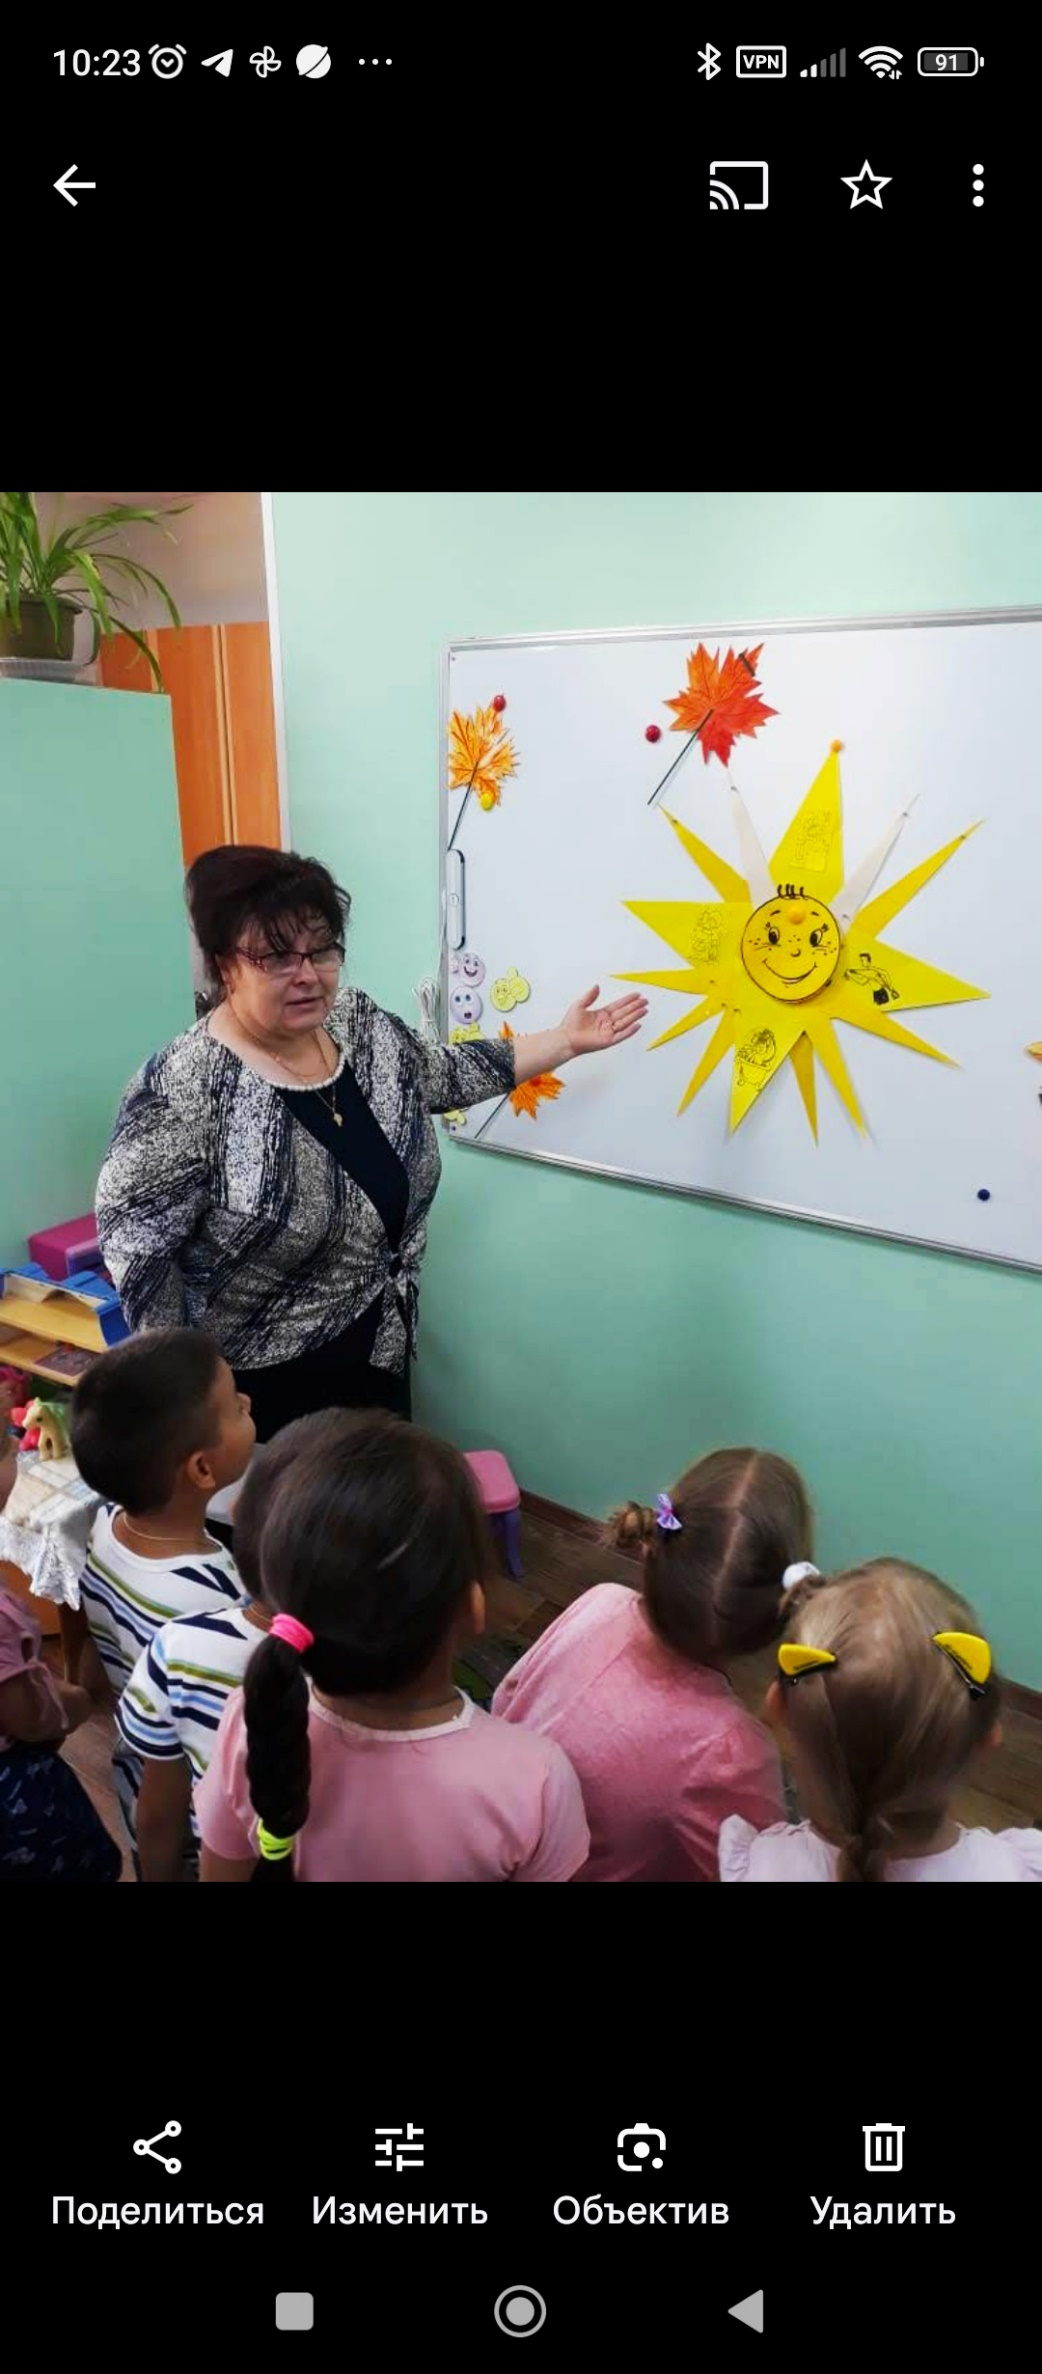 10:23
VPN
91
Поделиться
Изменить
Объектив
Удалить